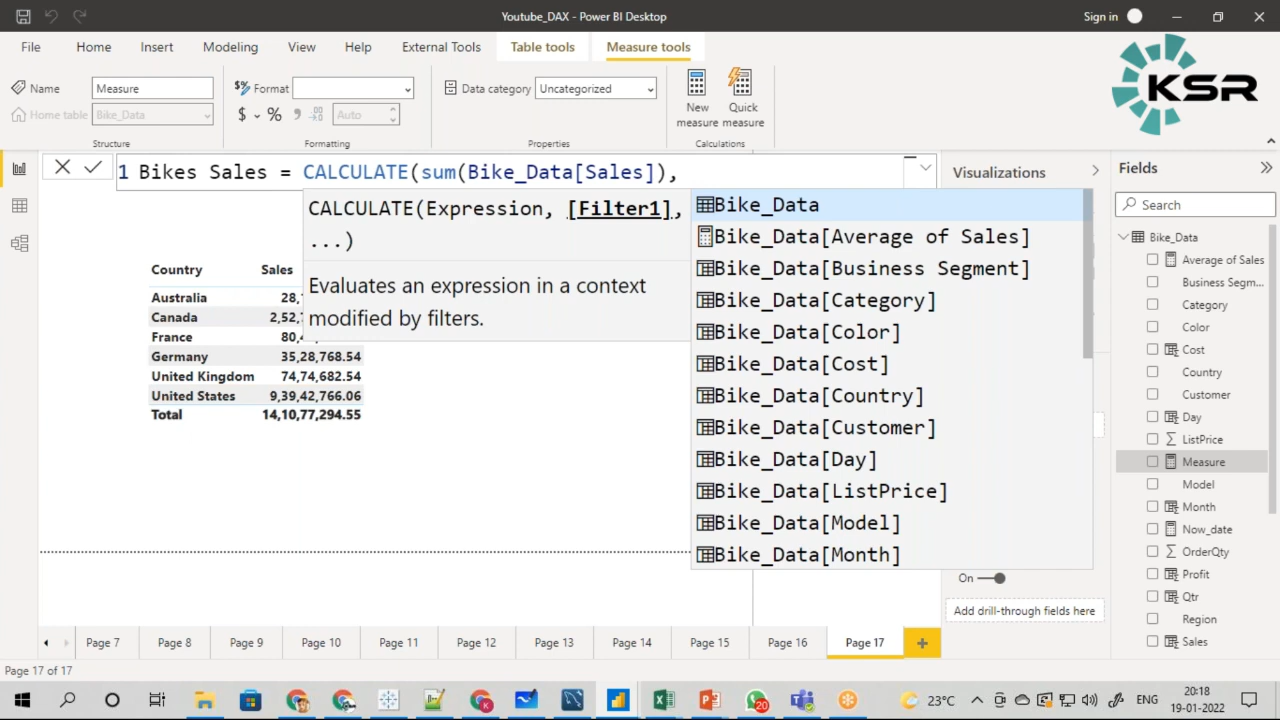 Youtube_DAX - Power BI Desktop
Sign in
File Home Insert Modeling View Help External Tools Table tools Measure tools
KSR
Name Measure
Home table Bike_Data
Structure
$% Format
$ % 9 .00 Auto
Formatting
Data category Uncategorized
Properties
New measure
Quick measure
Calculations
1 Bikes Sales = CALCULATE(sum(Bike_Data[Sales]),
CALCULATE(Expression, [Filter1],
...)
Evaluates an expression in a context
modified by filters.
Bike_Data
Bike_Data[Average of Sales]
Bike_Data[Business Segment]
Bike_Data[Category]
Bike_Data[Color]
Bike_Data[Cost]
Bike_Data[Country]
Bike_Data[Customer]
Bike_Data[Day]
Bike_Data[ListPrice]
Bike_Data[Model]
Bike_Data[Month]
Country Sales
Australia 28,
Canada 2,52,
France 80,
Germany 35,28,768.54
United Kingdom 74,74,682.54
United States 9,39,42,766.06
Total 14,10,77,294.55
Visualizations
On
Add drill-through fields here
Fields
Search
Bike_Data
Average of Sales
Business Segm...
Category
Color
Cost
Country
Customer
Day
ListPrice
Measure
Model
Month
Now_date
OrderQty
Profit
Qtr
Region
Sales
Page 7 Page 8 Page 9 Page 10 Page 11 Page 12 Page 13 Page 14 Page 15 Page 16 Page 17 +
Page 17 of 17
20
23°C
ENG
20:18
19-01-2022